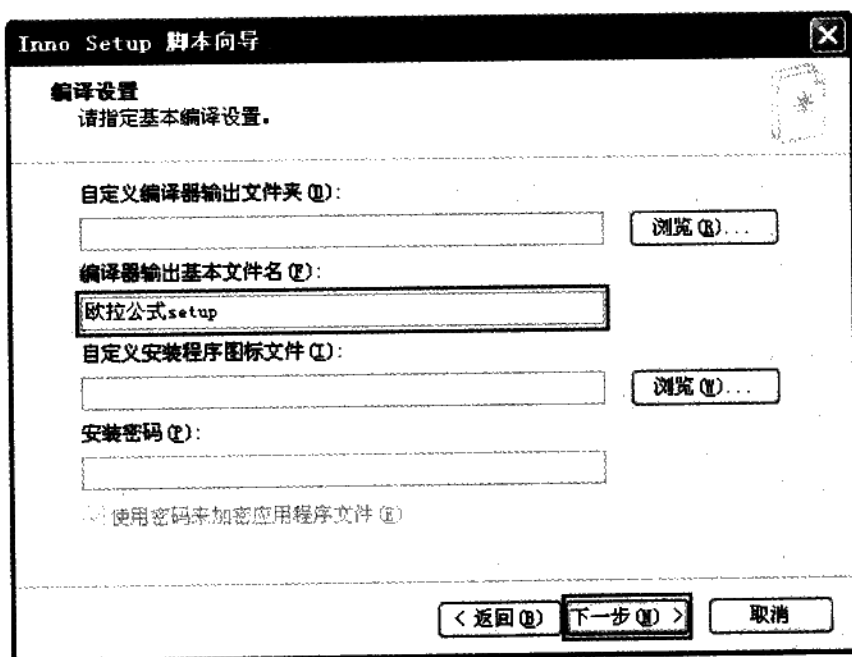 Inno Setup 脚本向导
编译设置
请指定基本编译设置。
自定义编译器输出文件夹(D):
浏览(R)...
编译器输出基本文件名(F):
欧拉公式setup
自定义安装程序图标文件(I):
浏览(W)...
安装密码(P):
使用密码来加密应用程序文件(E)
< 返回(B)
下一步(N) >
取消